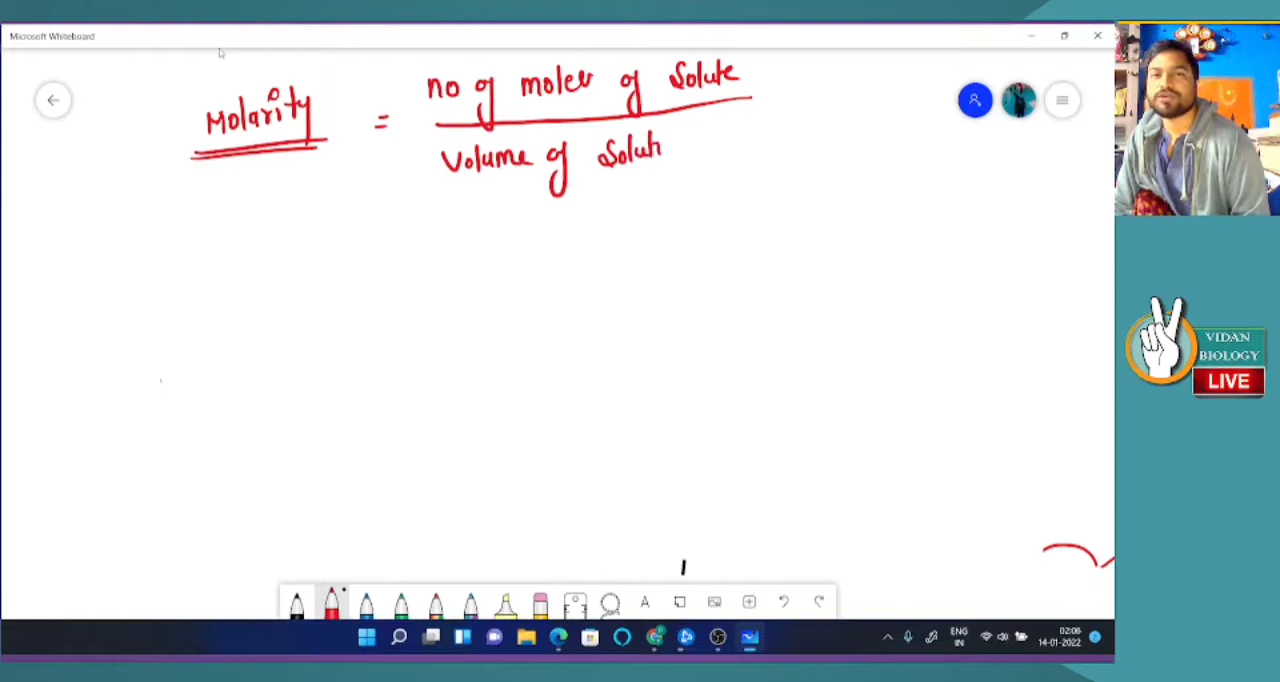 Microsoft Whiteboard
Molarity = no of moles of Solute
Volume of Solut
VIDAN
BIOLOGY
LIVE
A
ENG
IN
02:06
14-01-2022